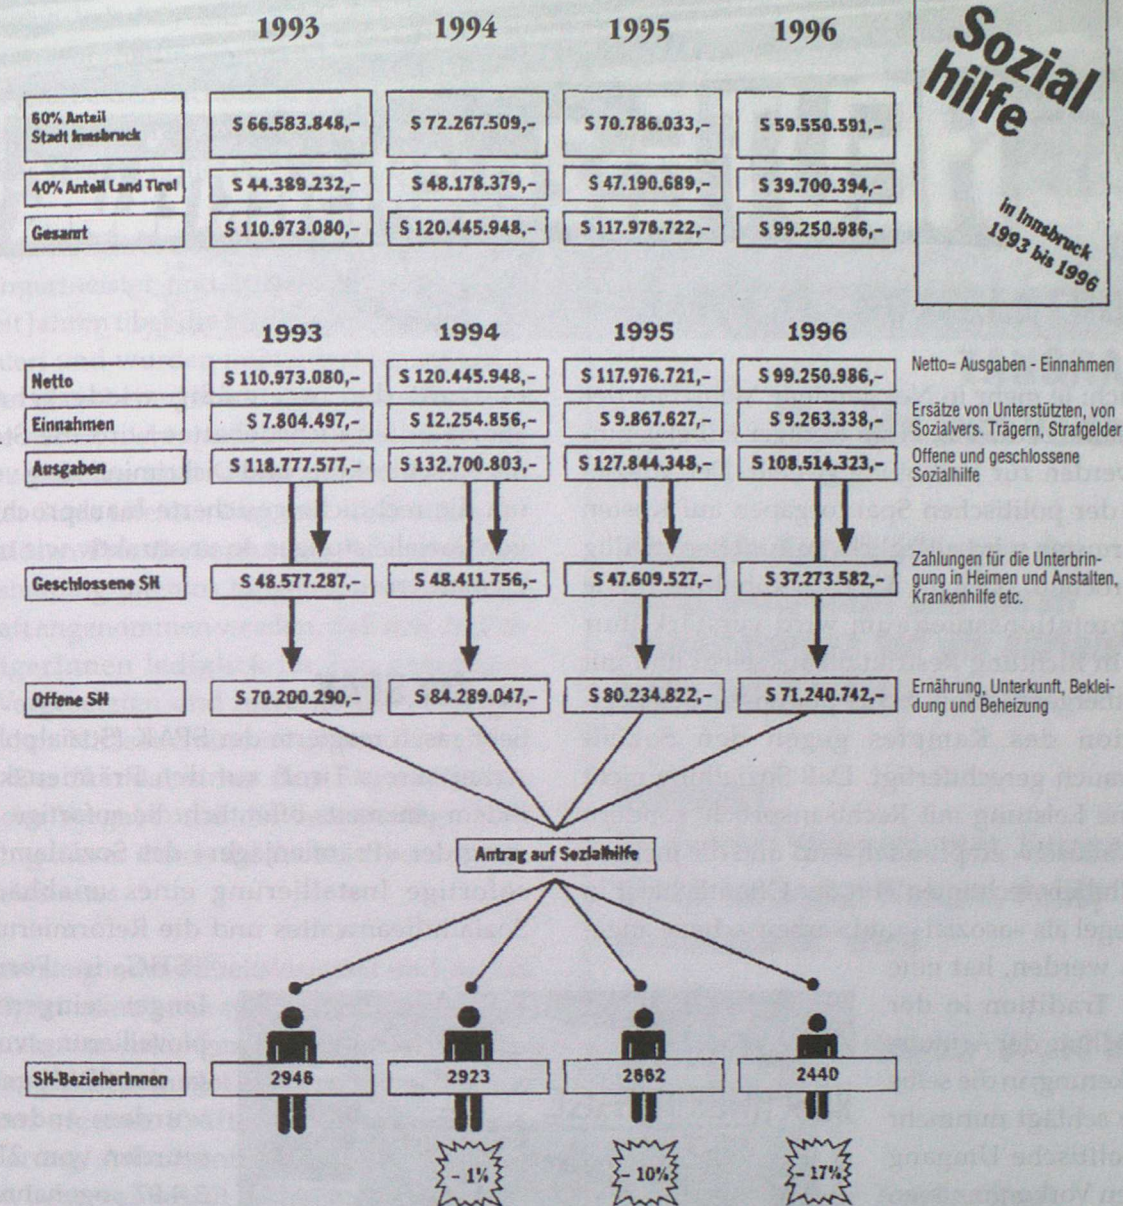 1993 1994 1995 1996
Sozial
hilfe
in Innsbruck
1993 bis 1996
60% Anteil
Stadt Innsbruck
S 66.583.848,– S 72.267.509,– S 70.786.033,– S 59.550.591,–
40% Anteil Land Tirol S 44.389.232,– S 48.178.379,– S 47.190.689,– S 39.700.394,–
Gesamt S 110.973.080,– S 120.445.948,– S 117.976.722,– S 99.250.986,–
1993 1994 1995 1996
Netto S 110.973.080,– S 120.445.948,– S 117.976.721,– S 99.250.986,– Netto= Ausgaben - Einnahmen
Einnahmen S 7.804.497,– S 12.254.856,– S 9.867.627,– S 9.263.338,– Ersätze von Unterstützten, von
Sozialvers. Trägern, Strafgelder
Ausgaben S 118.777.577,– S 132.700.803,– S 127.844.348,– S 108.514.323,– Offene und geschlossene
Sozialhilfe
Geschlossene SH S 48.577.287,– S 48.411.756,– S 47.609.527,– S 37.273.582,– Zahlungen für die Unterbrin-
gung in Heimen und Anstalten,
Krankenhilfe etc.
Offene SH S 70.200.290,– S 84.289.047,– S 80.234.822,– S 71.240.742,– Ernährung, Unterkunft, Beklei-
dung und Beheizung
Antrag auf Sozialhilfe
SH-BezieherInnen 2946 2923 2662 2440
– 1% – 10% – 17%